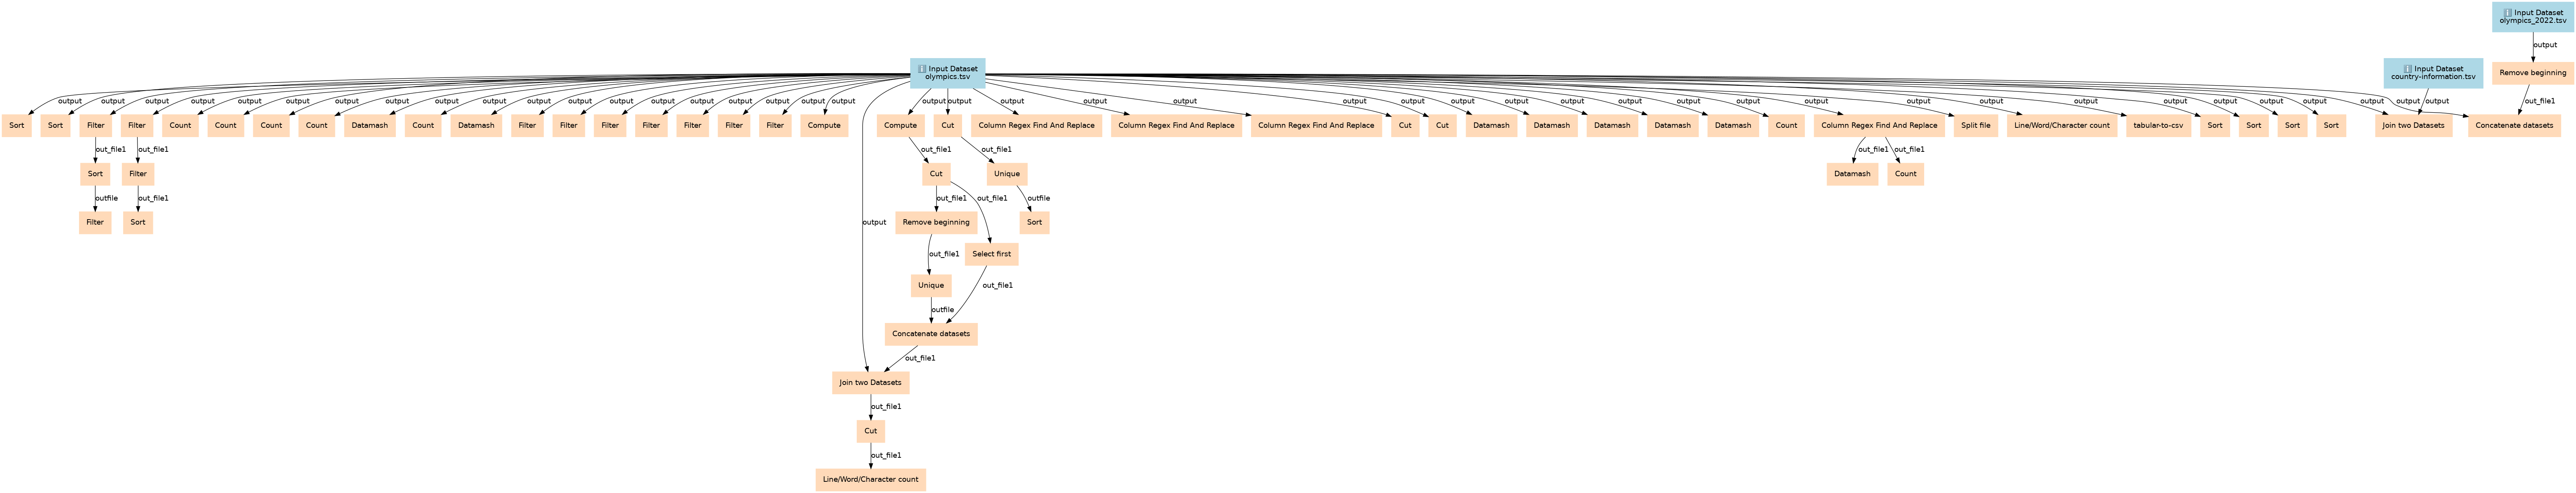 Input Dataset
olympics_2022.tsv
output
Input Dataset
olympics.tsv
Input Dataset
country-information.tsv
Remove beginning
output output output output output output output output output output output output output output output output output output output output output output output output output output output output output output output output output output output output output output output output output output out_file1
Sort Sort Filter Filter Count Count Count Count Datamash Count Datamash Filter Filter Filter Filter Filter Filter Filter Compute Compute Cut Column Regex Find And Replace Column Regex Find And Replace Column Regex Find And Replace Cut Cut Datamash Datamash Datamash Datamash Datamash Count Column Regex Find And Replace Split file Line/Word/Character count tabular-to-csv Sort Sort Sort Sort Join two Datasets Concatenate datasets
out_file1 out_file1 out_file1 out_file1 out_file1 out_file1
Sort Filter Cut Unique Datamash Count
outfile out_file1 out_file1 out_file1 outfile
Filter Sort output Remove beginning Sort
out_file1 Select first
Unique out_file1
outfile
Concatenate datasets
out_file1
Join two Datasets
out_file1
Cut
out_file1
Line/Word/Character count